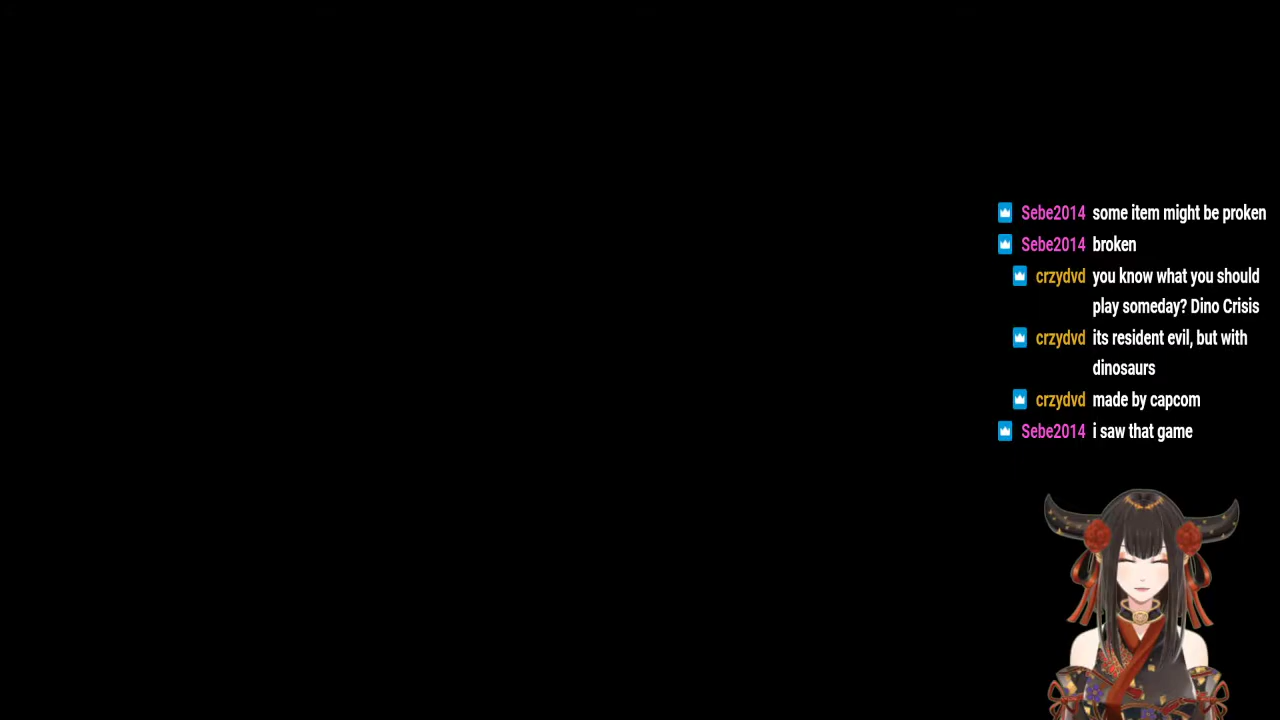 Sebe2014 some item might be proken
Sebe2014 broken
crzydvd you know what you should
play someday? Dino Crisis
crzydvd its resident evil, but with
dinosaurs
crzydvd made by capcom
Sebe2014 i saw that game